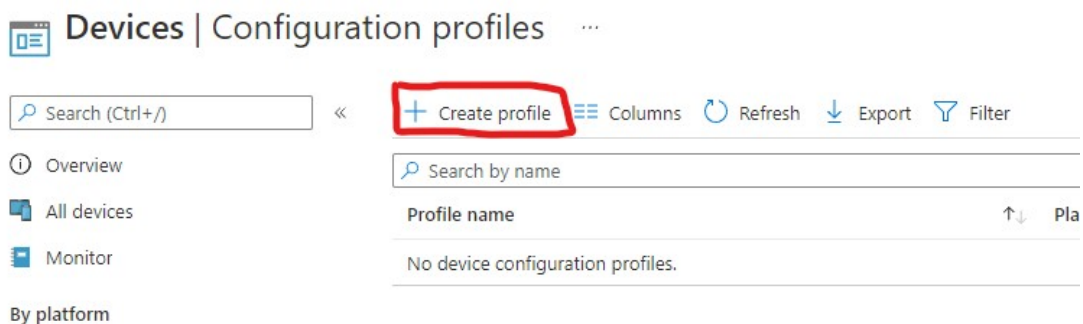 Devices | Configuration profiles ...
Search (Ctrl+/)
«
+ Create profile Columns Refresh Export Filter
Overview
Search by name
All devices
Profile name ↑↓ Pla
Monitor
No device configuration profiles.
By platform